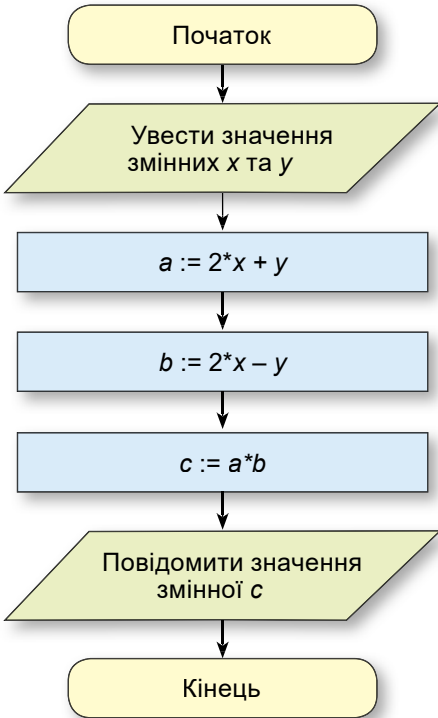 Початок
Увести значення
змінних x та y
a := 2*x + y
b := 2*x – y
c := a*b
Повідомити значення
змінної c
Кінець